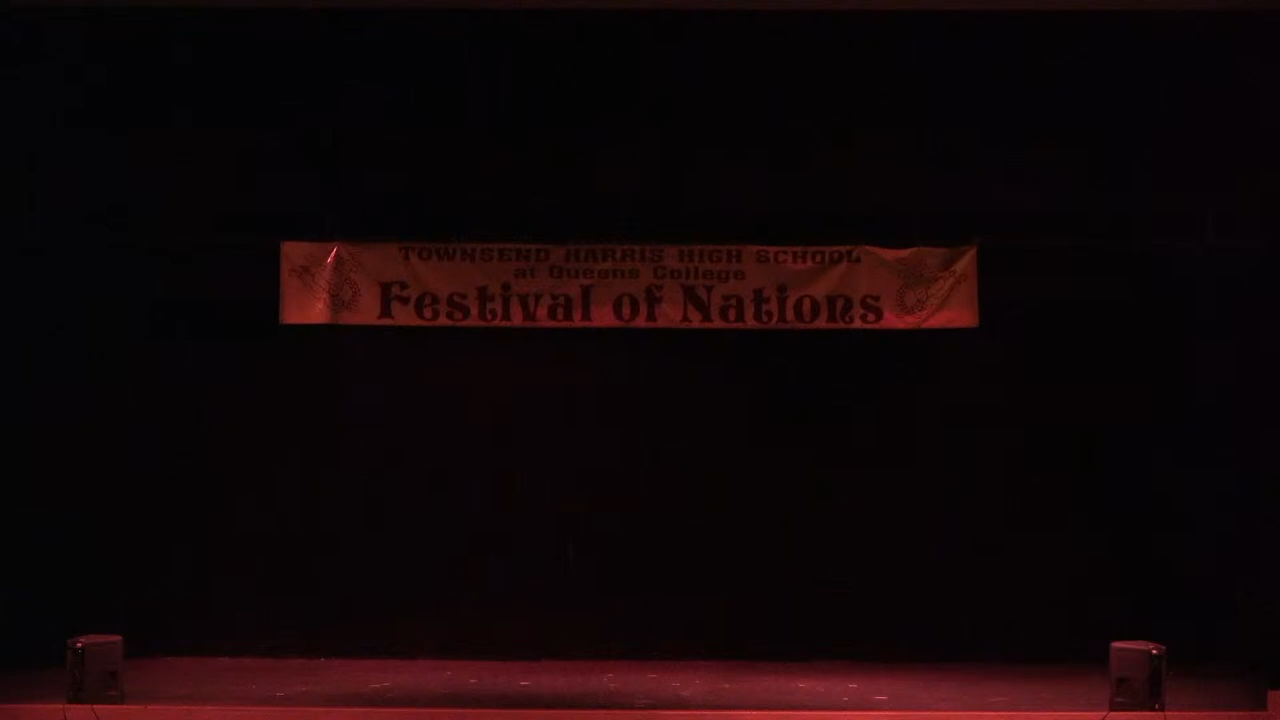 TOWNSEND HARRIS HIGH SCHOOL
at Queens College
Festival of Nations